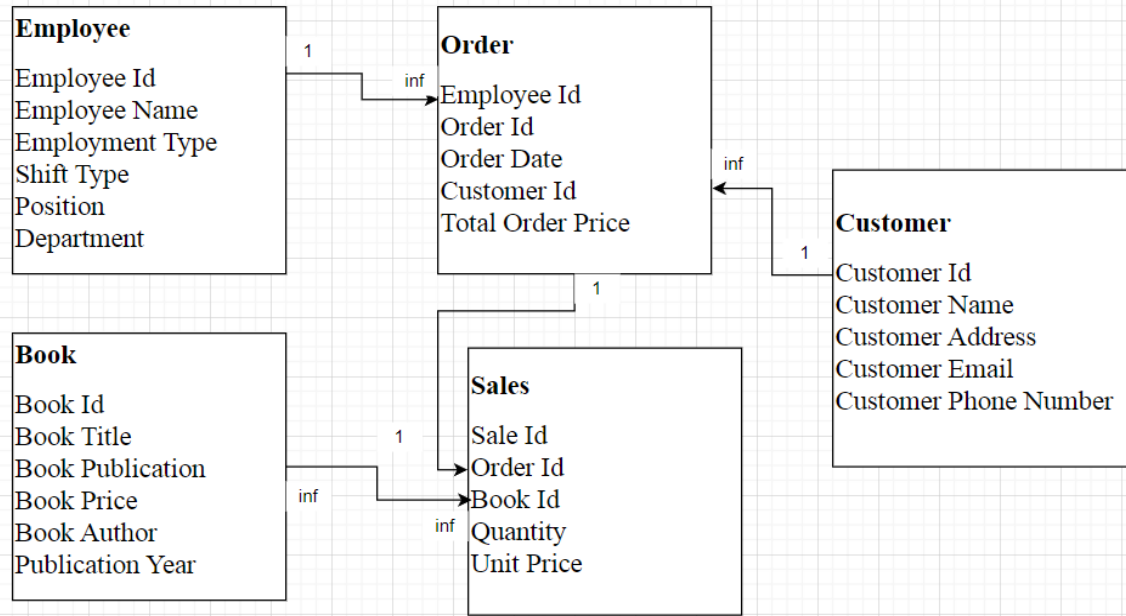 Employee
Employee Id
Employee Name
Employment Type
Shift Type
Position
Department
1
inf
Order
Employee Id
Order Id
Order Date
Customer Id
Total Order Price
inf
1
Customer
Customer Id
Customer Name
Customer Address
Customer Email
Customer Phone Number
1
Book
Book Id
Book Title
Book Publication
Book Price
Book Author
Publication Year
inf
1
inf
Sales
Sale Id
Order Id
Book Id
Quantity
Unit Price